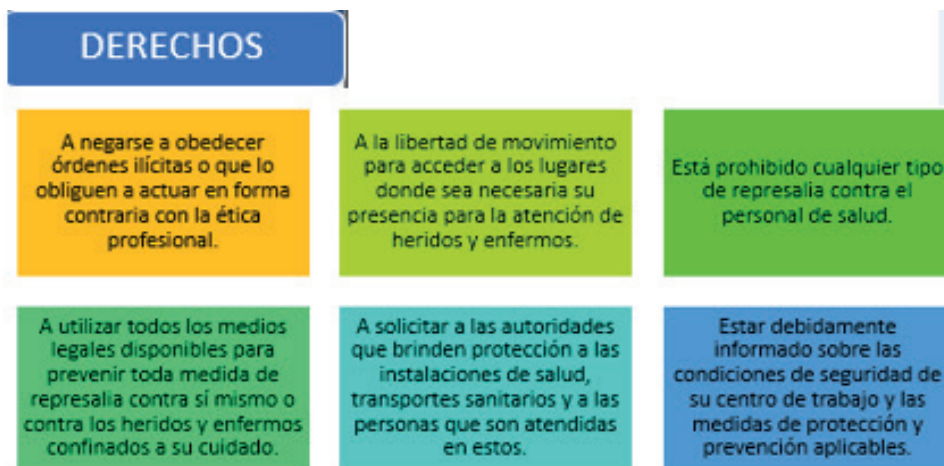 DERECHOS
A negarse a obedecer
órdenes ilícitas o que lo
obliguen a actuar en forma
contraria con la ética
profesional.
A la libertad de movimiento
para acceder a los lugares
donde sea necesaria su
presencia para la atención de
heridos y enfermos.
Está prohibido cualquier tipo
de represalia contra el
personal de salud.
A utilizar todos los medios
legales disponibles para
prevenir toda medida de
represalia contra sí mismo o
contra los heridos y enfermos
confinados a su cuidado.
A solicitar a las autoridades
que brinden protección a las
instalaciones de salud,
transportes sanitarios y a las
personas que son atendidas
en estos.
Estar debidamente
informado sobre las
condiciones de seguridad de
su centro de trabajo y las
medidas de protección y
prevención aplicables.